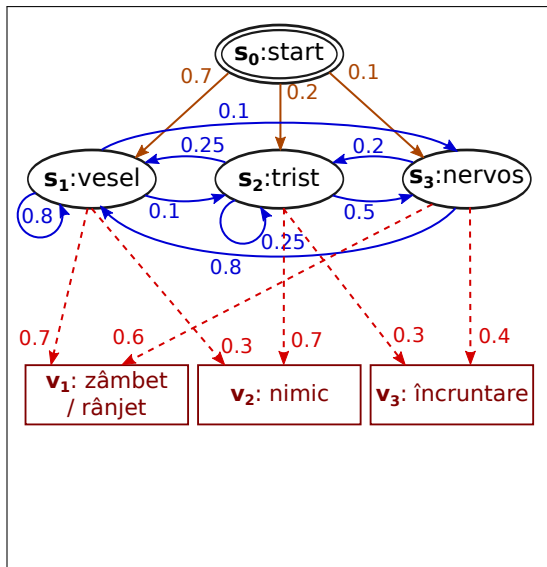 s0:start
0.7
0.2
0.1
0.1
0.25
0.2
s1:vesel
s2:trist
s3:nervos
0.8
0.1
0.25
0.5
0.8
0.7
0.6
0.3
0.7
0.3
0.4
v1: zâmbet
/ rânjet
v2: nimic
v3: încruntare